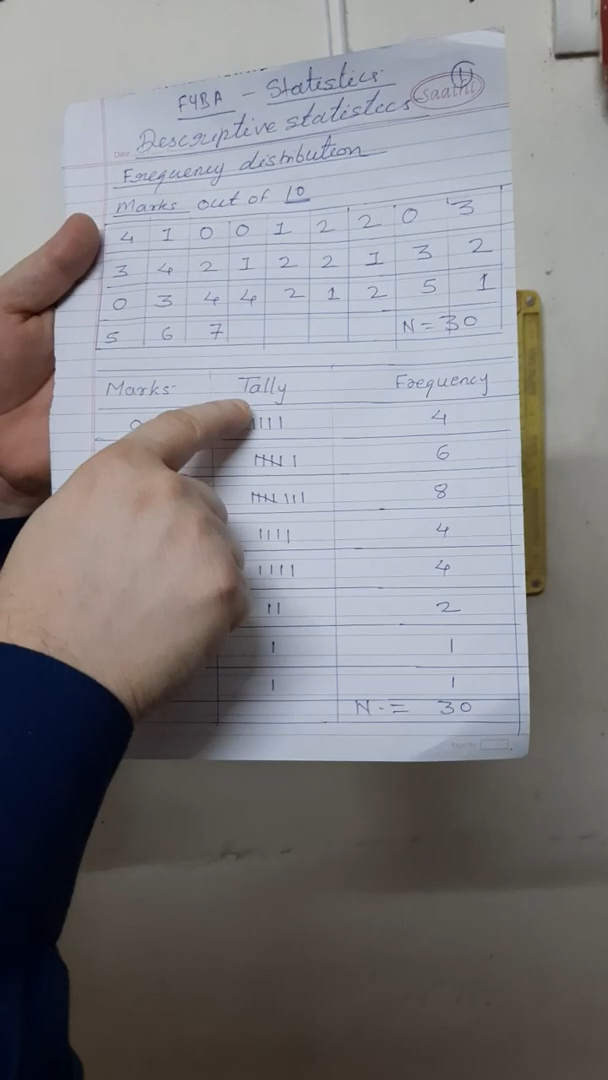 FYBA - Statistics
1
Saathi
Descriptive statistics
Frequency distribution
Marks out of 10
4 1 0 0 1 2 2 0 3
3 4 2 1 2 2 1 3 2
0 3 4 4 2 1 2 5 1
5 6 7 N = 30
Marks Tally Frequency
0 |||| 4
|||| | 6
|||| ||| 8
|||| 4
|||| 4
|| 2
| 1
| 1
N = 30